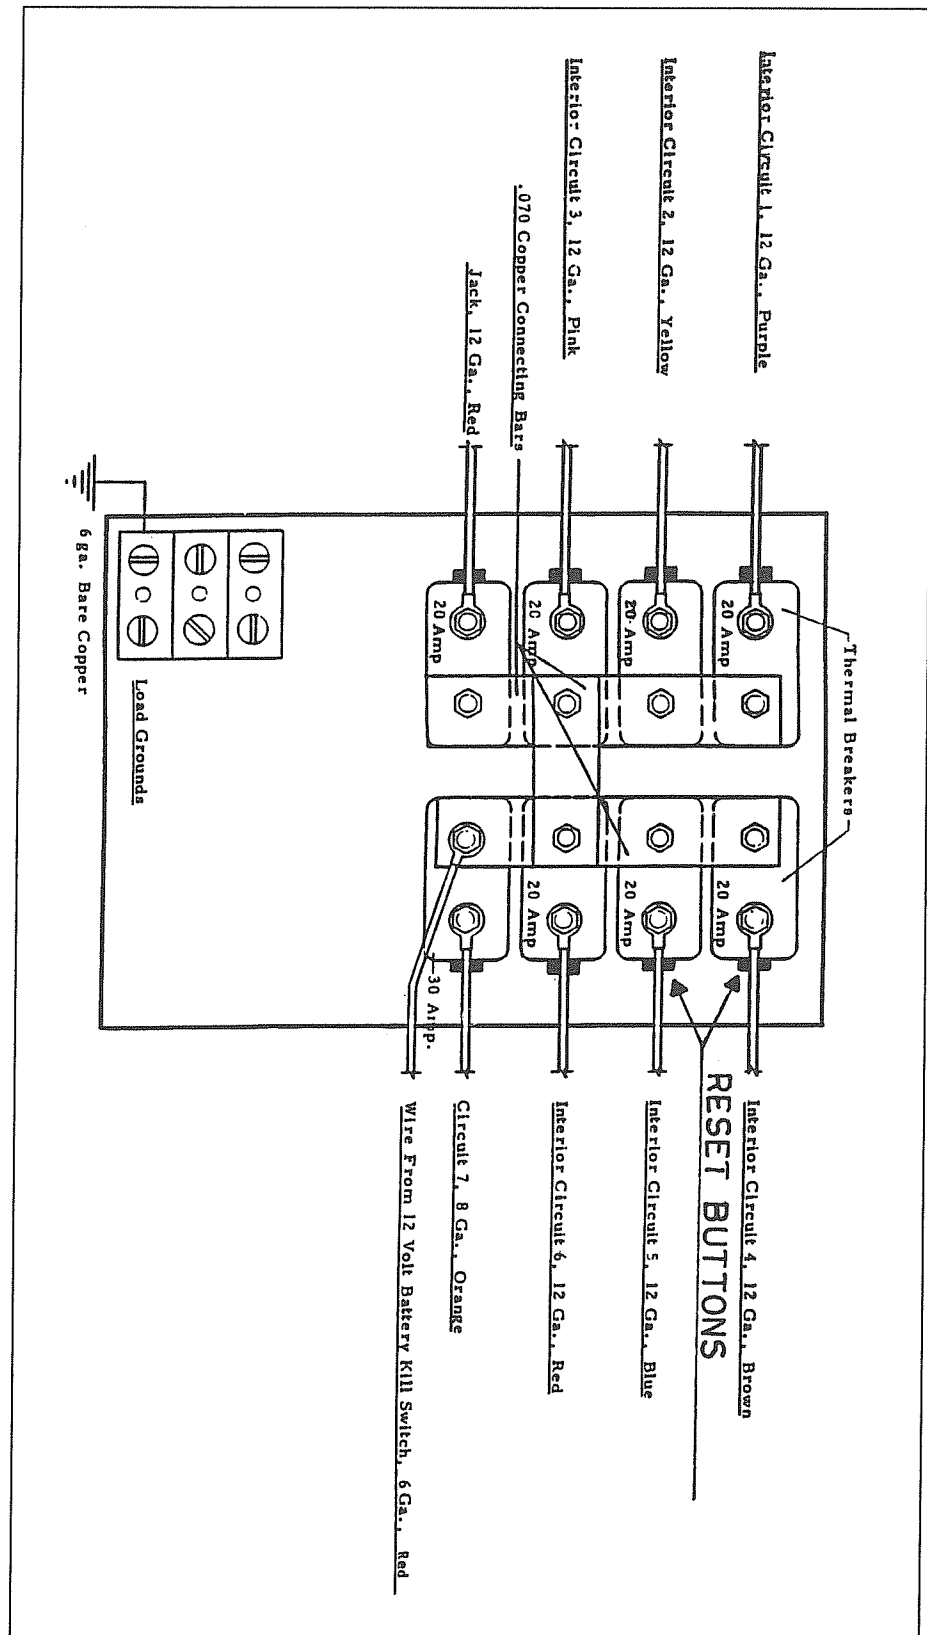 Interior Circuit 1, 12 Ga., Purple
Interior Circuit 2, 12 Ga., Yellow
Interior Circuit 3, 12 Ga., Pink
.070 Copper Connecting Bars
Jack, 12 Ga., Red
Thermal Breakers
20 Amp
20 Amp
20 Amp
20 Amp
20 Amp
20 Amp
20 Amp
30 Amp.
6 ga. Bare Copper
Load Grounds
RESET BUTTONS
Interior Circuit 4, 12 Ga., Brown
Interior Circuit 5, 12 Ga., Blue
Interior Circuit 6, 12 Ga., Red
Circuit 7, 8 Ga., Orange
Wire From 12 Volt Battery Kill Switch, 6 Ga., Red